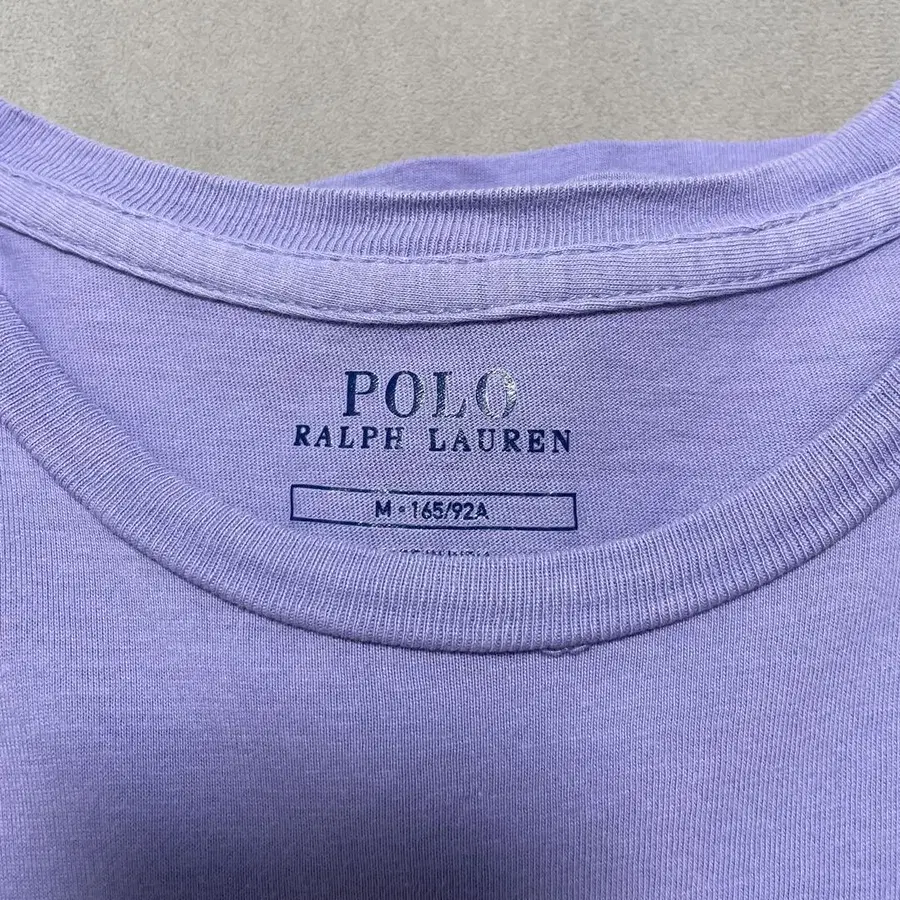 POLO
RALPH LAUREN
M • 165/92A